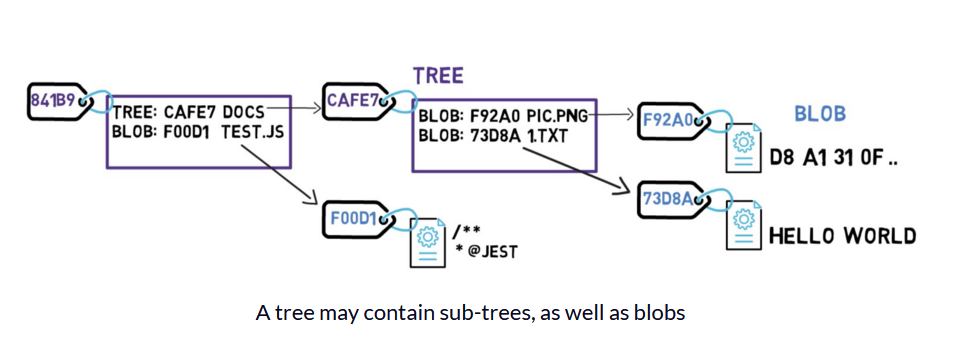 TREE
841B9
TREE: CAFE7 DOCS
BLOB: F00D1 TEST.JS
CAFE7
BLOB: F92A0 PIC.PNG
BLOB: 73D8A 1.TXT
F92A0
BLOB
D8 A1 31 0F ..
F00D1
/**
* @JEST
73D8A
HELLO WORLD
A tree may contain sub-trees, as well as blobs